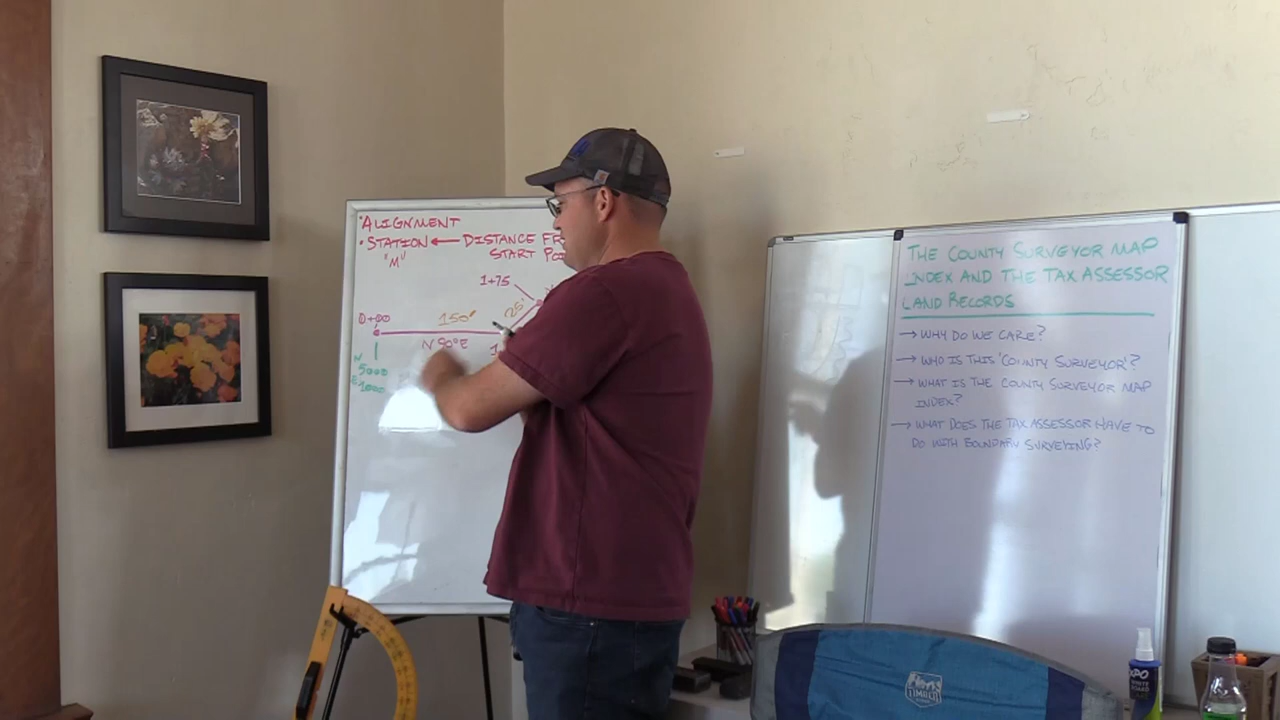 •ALIGNMENT
•STATION ← DISTANCE FR
"M"
START PO
1+75
0+00
150'
25'
N 90°E
N
5000
E 1000
THE COUNTY SURVEYOR MAP
INDEX AND THE TAX ASSESSOR
LAND RECORDS
→ WHY DO WE CARE?
→ WHO IS THIS 'COUNTY SURVEYOR'?
→ WHAT IS THE COUNTY SURVEYOR MAP
INDEX?
→ WHAT DOES THE TAX ASSESSOR HAVE TO
DO WITH BOUNDARY SURVEYING?
EXPO